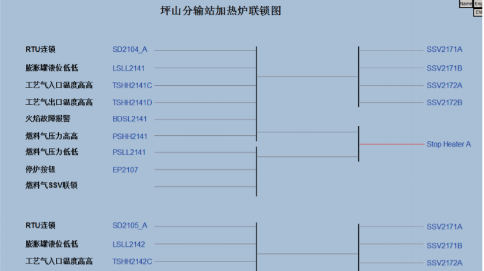 坪山分输站加热炉联锁图
RTU连锁 SD2104_A SSV2171A
膨胀罐液位低低 LSLL2141 SSV2171B
工艺气入口温度高高 TSHH2141C SSV2172A
工艺气出口温度高高 TSHH2141D SSV2172B
火焰故障报警 BDSL2141
燃料气压力高高 PSHH2141 Stop Heater A
燃料气压力低低 PSLL2141
停炉按钮 EP2107
燃料气SSV联锁
RTU连锁 SD2105_A SSV2171A
膨胀罐液位低低 LSLL2142 SSV2171B
工艺气入口温度高高 TSHH2142C SSV2172A